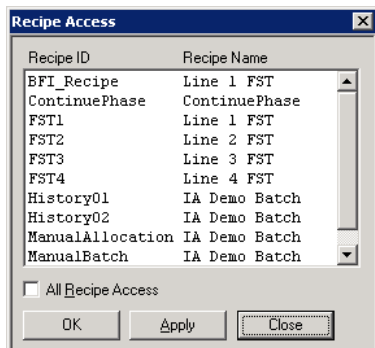 Recipe Access
Recipe ID Recipe Name
BFI_Recipe Line 1 FST
ContinuePhase ContinuePhase
FST1 Line 1 FST
FST2 Line 2 FST
FST3 Line 3 FST
FST4 Line 4 FST
History01 IA Demo Batch
History02 IA Demo Batch
ManualAllocation IA Demo Batch
ManualBatch IA Demo Batch
All Recipe Access
OK Apply Close